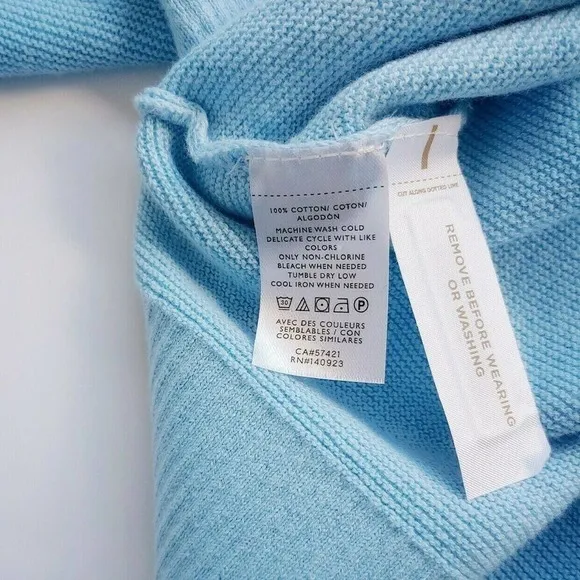 100% COTTON/ COTON/
ALGODÓN
MACHINE WASH COLD
DELICATE CYCLE WITH LIKE
COLORS
ONLY NON-CHLORINE
BLEACH WHEN NEEDED
TUMBLE DRY LOW
COOL IRON WHEN NEEDED
30 P
AVEC DES COULEURS
SEMBLABLES / CON
COLORES SIMILARES
CA#57421
RN#140923
CUT ALONG DOTTED LINE
REMOVE BEFORE WEARING
OR WASHING